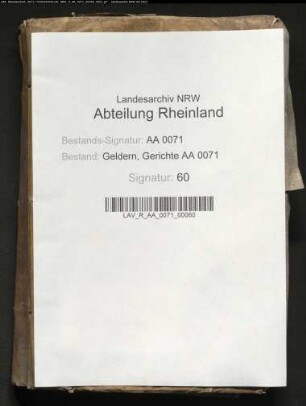 Landesarchiv NRW
Abteilung Rheinland
Bestands-Signatur: AA 0071
Bestand: Geldern, Gerichte AA 0071
Signatur: 60
LAV_R_AA_0071_00060